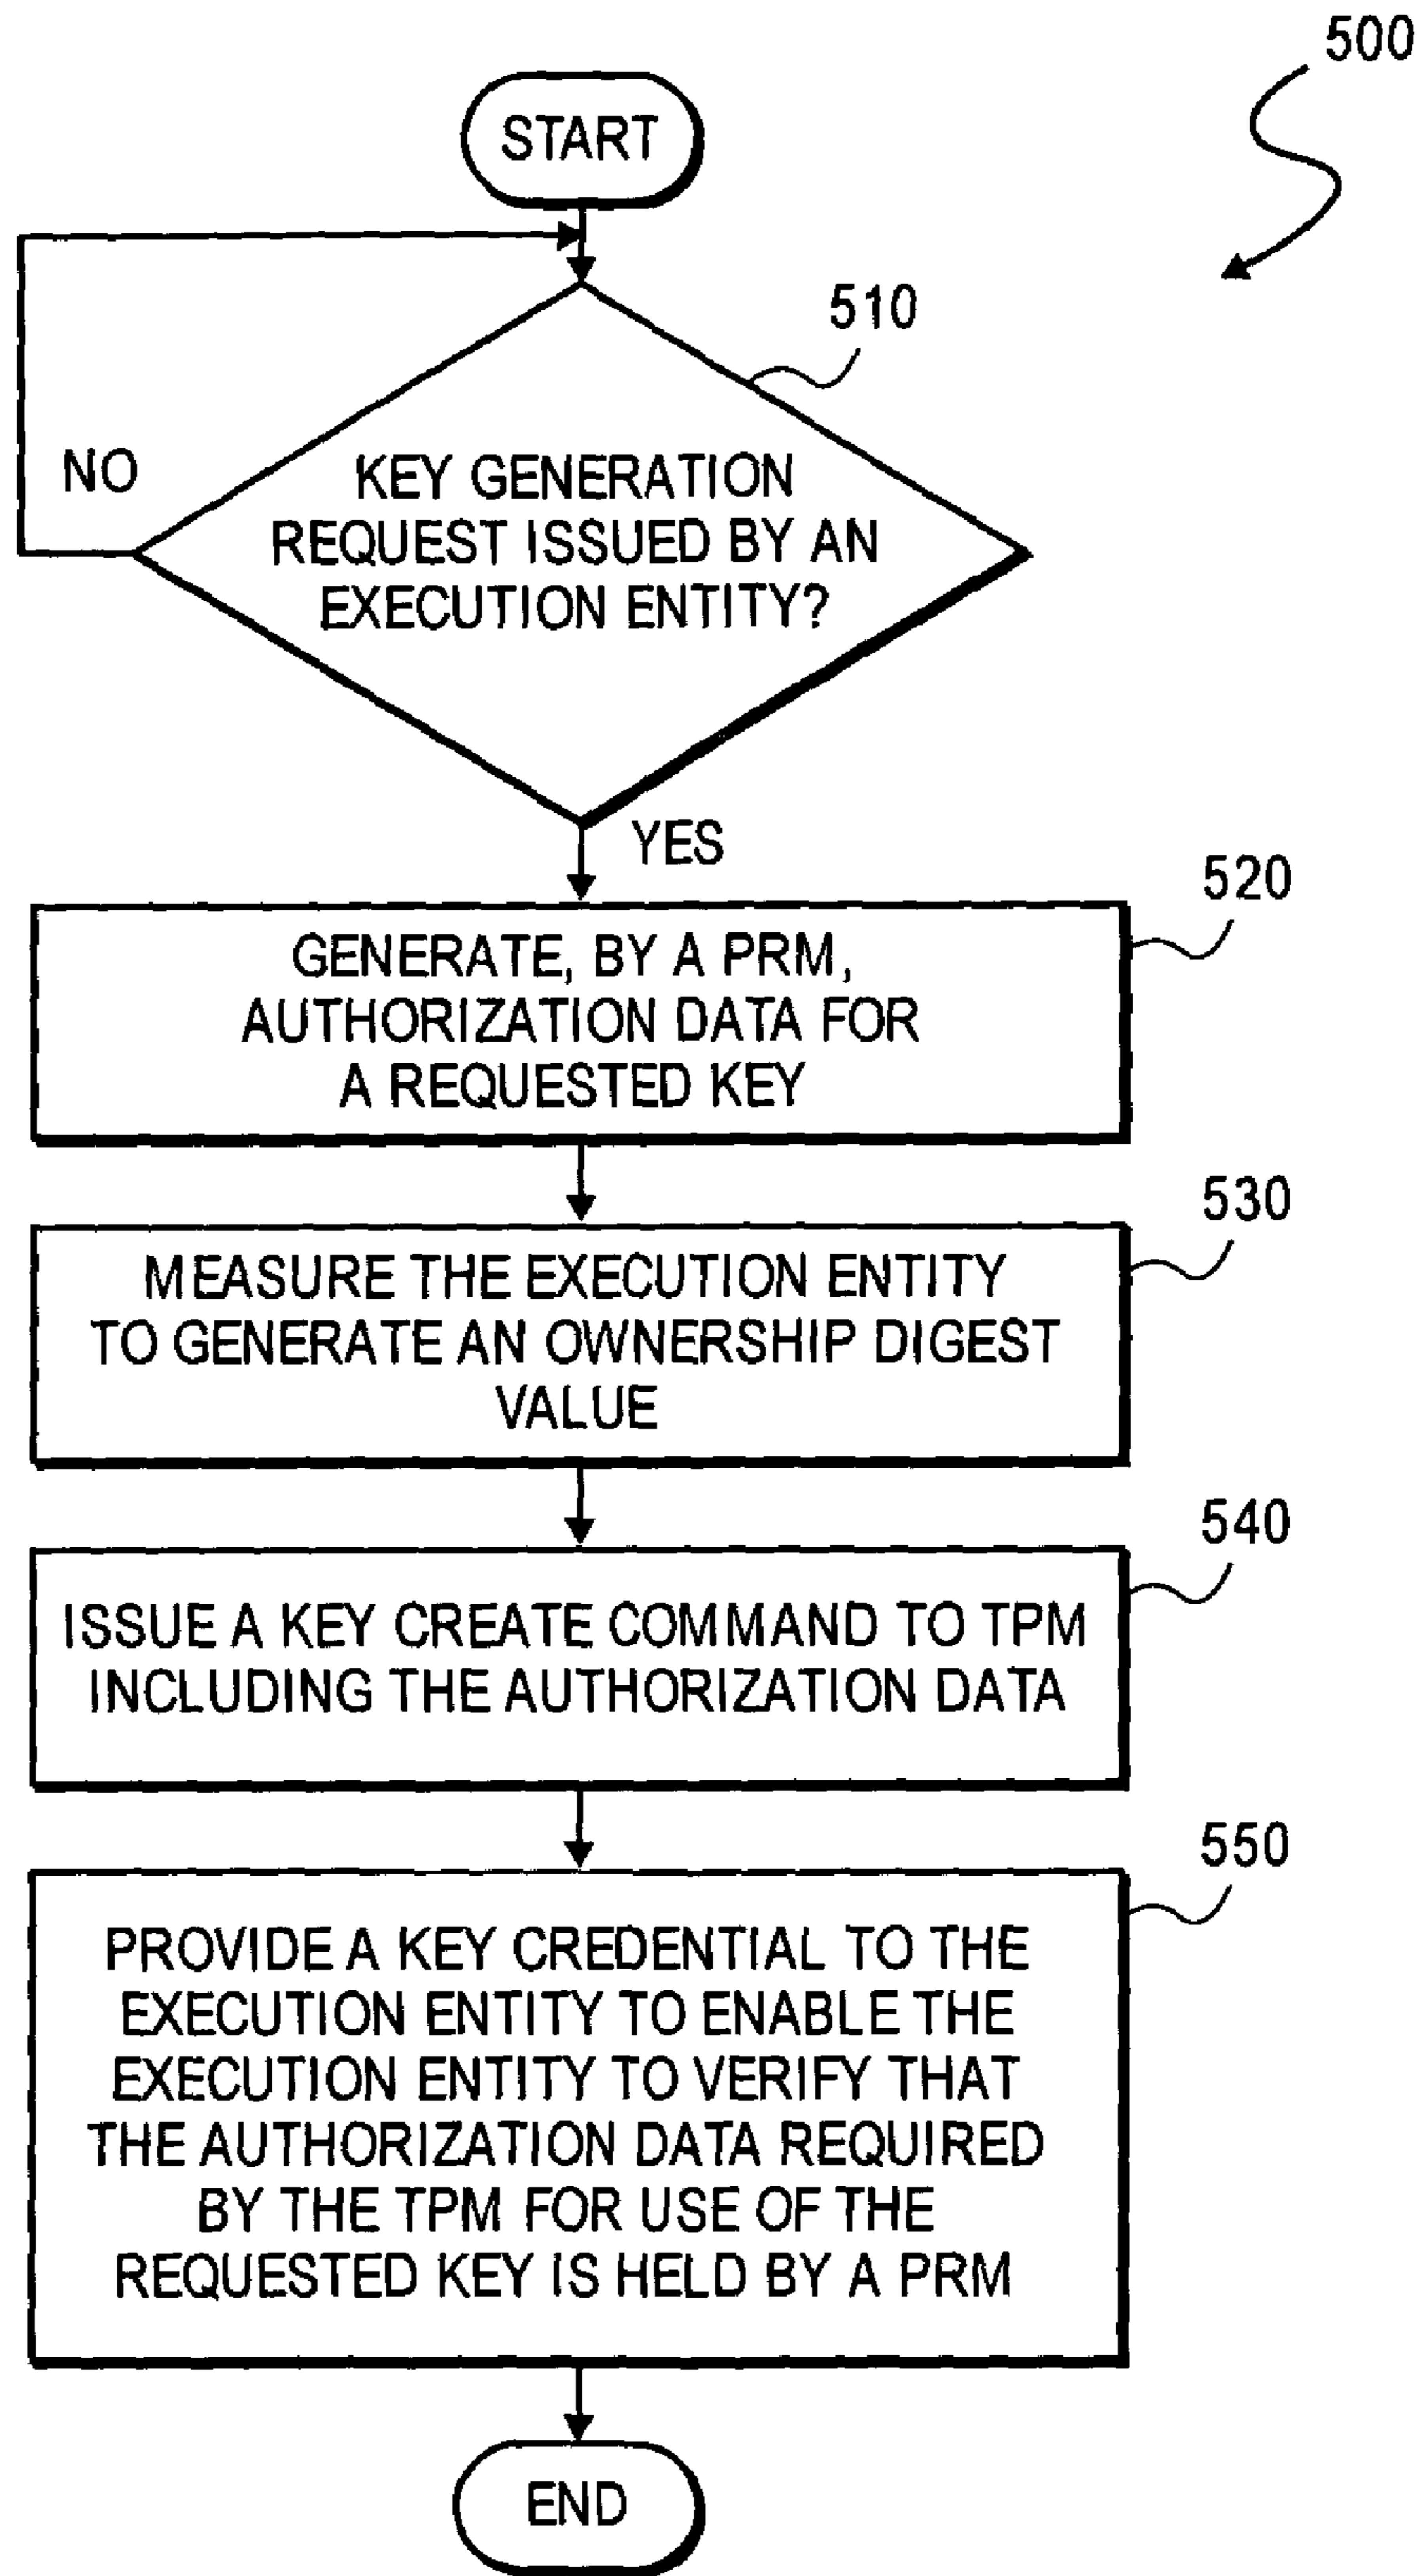 500
START
510
NO
KEY GENERATION
REQUEST ISSUED BY AN
EXECUTION ENTITY?
YES
520
GENERATE, BY A PRM,
AUTHORIZATION DATA FOR
A REQUESTED KEY
530
MEASURE THE EXECUTION ENTITY
TO GENERATE AN OWNERSHIP DIGEST
VALUE
540
ISSUE A KEY CREATE COMMAND TO TPM
INCLUDING THE AUTHORIZATION DATA
550
PROVIDE A KEY CREDENTIAL TO THE
EXECUTION ENTITY TO ENABLE THE
EXECUTION ENTITY TO VERIFY THAT
THE AUTHORIZATION DATA REQUIRED
BY THE TPM FOR USE OF THE
REQUESTED KEY IS HELD BY A PRM
END